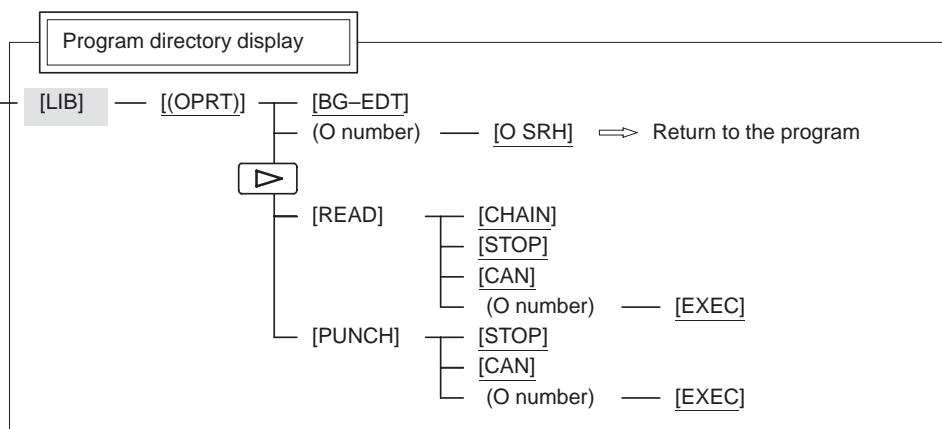 Program directory display
[LIB] [(OPRT)] [BG–EDT]
(O number) [O SRH] Return to the program
[READ] [CHAIN]
[STOP]
[CAN]
(O number) [EXEC]
[PUNCH] [STOP]
[CAN]
(O number) [EXEC]